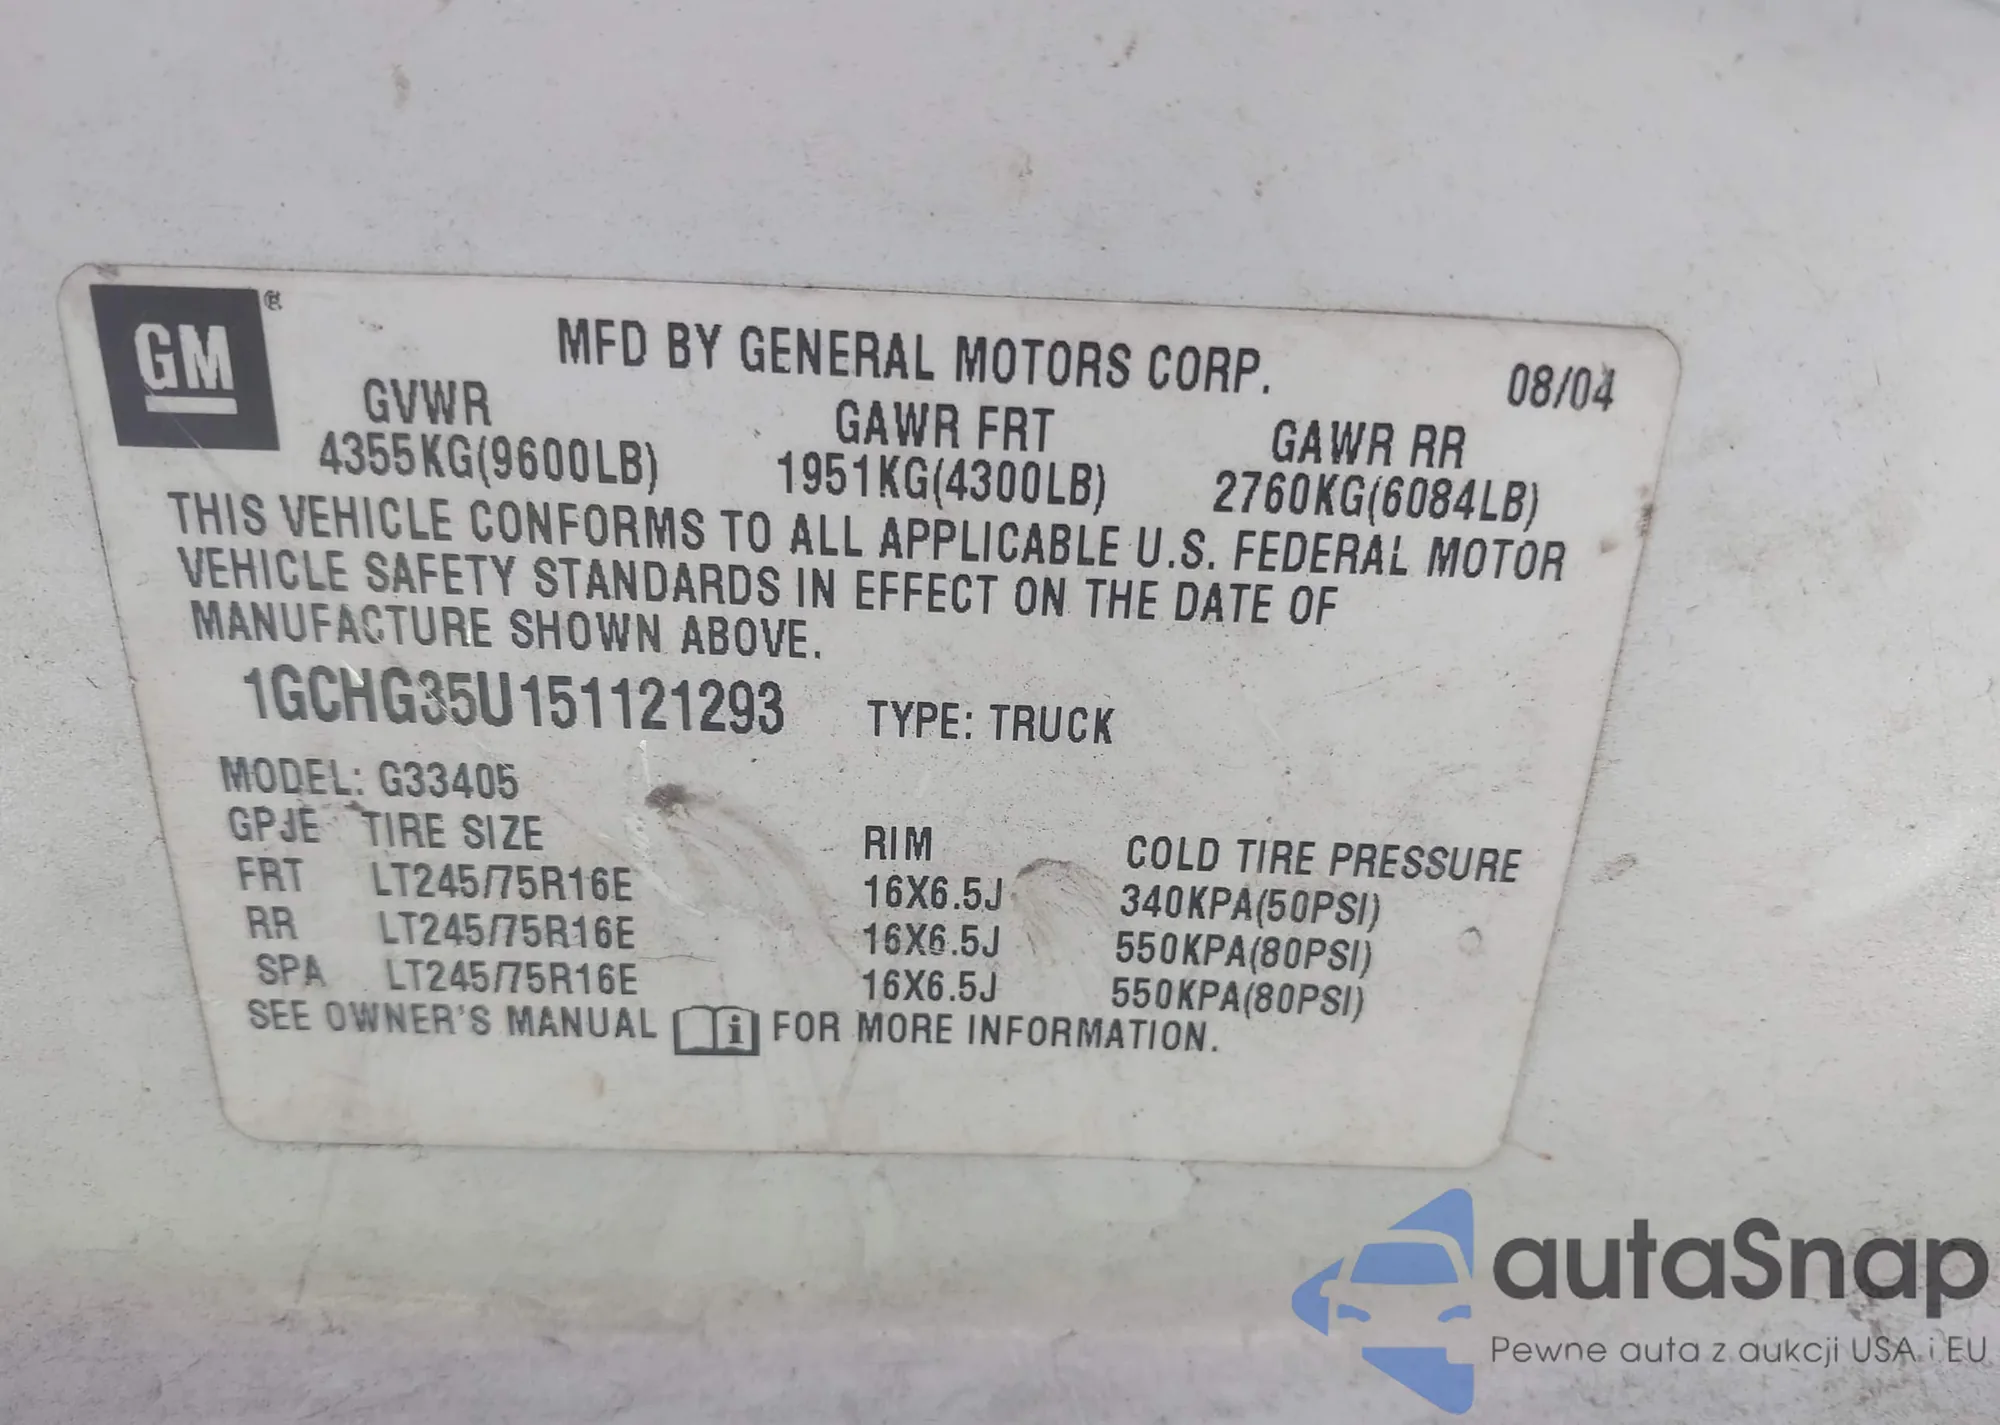 GM ®
MFD BY GENERAL MOTORS CORP. 08/04
GVWR GAWR FRT GAWR RR
4355KG(9600LB) 1951KG(4300LB) 2760KG(6084LB)
THIS VEHICLE CONFORMS TO ALL APPLICABLE U.S. FEDERAL MOTOR
VEHICLE SAFETY STANDARDS IN EFFECT ON THE DATE OF
MANUFACTURE SHOWN ABOVE.
1GCHG35U151121293 TYPE: TRUCK
MODEL: G33405
GPJE TIRE SIZE RIM COLD TIRE PRESSURE
FRT LT245/75R16E 16X6.5J 340KPA(50PSI)
RR LT245/75R16E 16X6.5J 550KPA(80PSI)
SPA LT245/75R16E 16X6.5J 550KPA(80PSI)
SEE OWNER'S MANUAL i FOR MORE INFORMATION.
autaSnap
Pewne auta z aukcji USA i EU